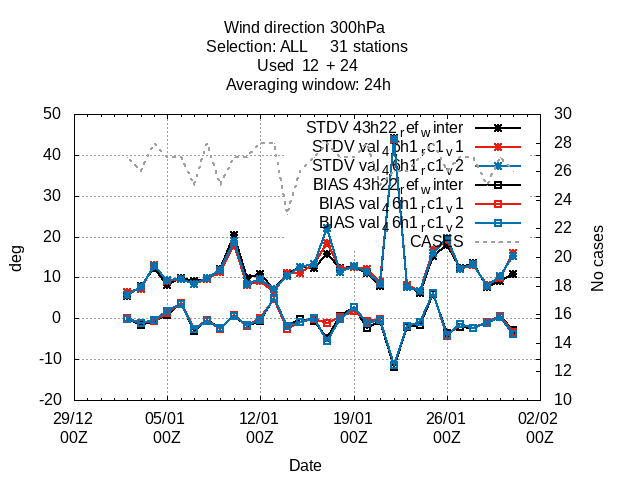 Wind direction 300hPa
Selection: ALL 31 stations
Used 12 + 24
Averaging window: 24h
50
40
30
20
10
0
-10
-20
30
28
26
24
22
20
18
16
14
12
10
deg
No cases
STDV 43h22_ref_winter
STDV val_46h1_rc1_v1
STDV val_46h1_rc1_v2
BIAS 43h22_ref_winter
BIAS val_46h1_rc1_v1
BIAS val_46h1_rc1_v2
CASES
29/12 05/01 12/01 19/01 26/01 02/02
00Z 00Z 00Z 00Z 00Z 00Z
Date